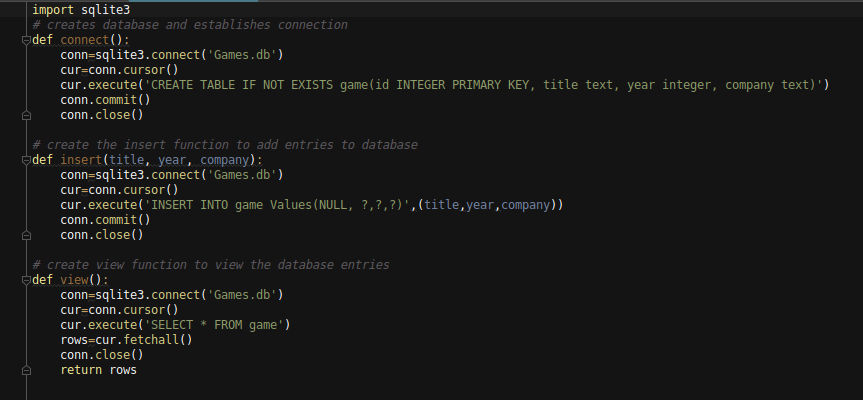 import sqlite3
# creates database and establishes connection
def connect():
    conn=sqlite3.connect('Games.db')
    cur=conn.cursor()
    cur.execute('CREATE TABLE IF NOT EXISTS game(id INTEGER PRIMARY KEY, title text, year integer, company text)')
    conn.commit()
    conn.close()

# create the insert function to add entries to database
def insert(title, year, company):
    conn=sqlite3.connect('Games.db')
    cur=conn.cursor()
    cur.execute('INSERT INTO game Values(NULL, ?,?,?)',(title,year,company))
    conn.commit()
    conn.close()

# create view function to view the database entries
def view():
    conn=sqlite3.connect('Games.db')
    cur=conn.cursor()
    cur.execute('SELECT * FROM game')
    rows=cur.fetchall()
    conn.close()
    return rows